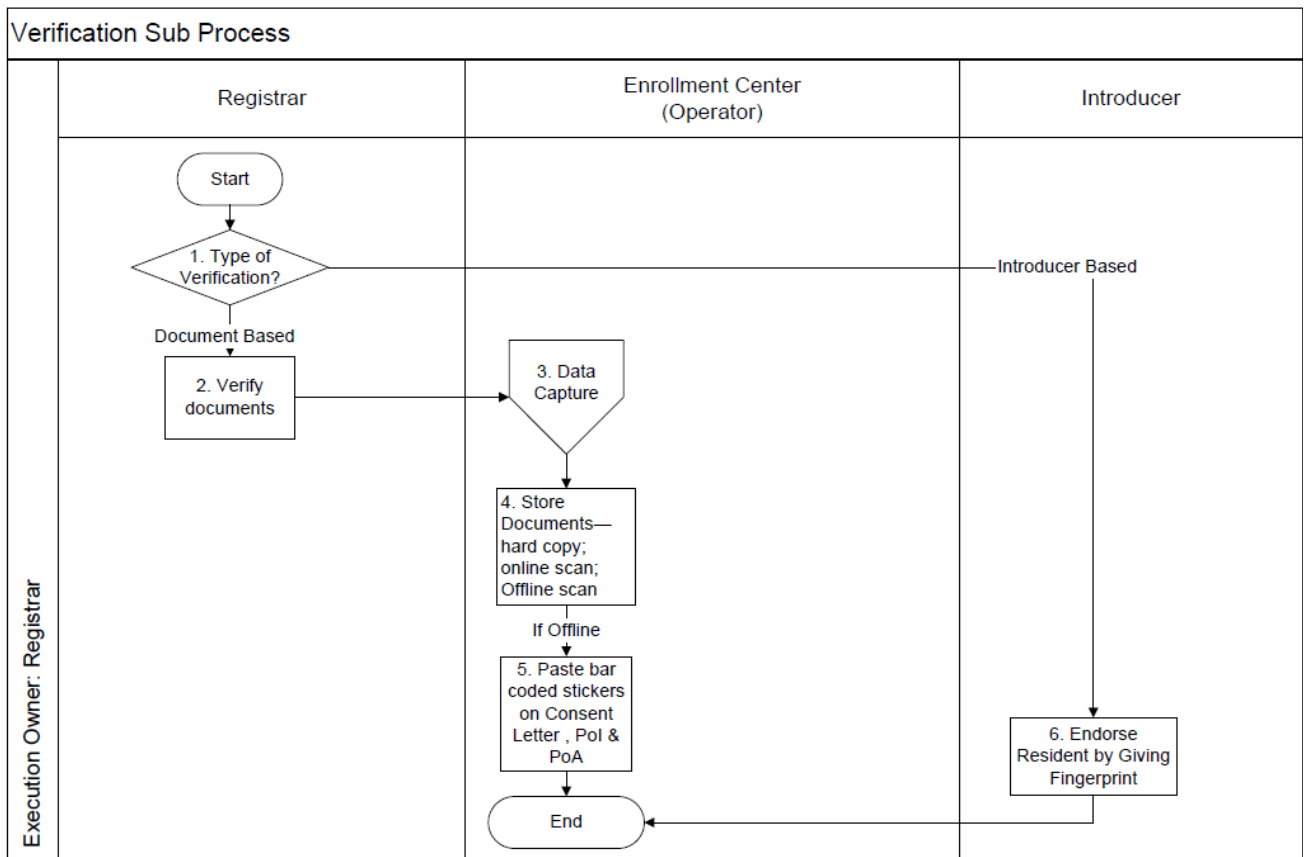 Verification Sub Process
Registrar
Enrollment Center
(Operator)
Introducer
Execution Owner: Registrar
Start
1. Type of
Verification?
Introducer Based
Document Based
2. Verify
documents
3. Data
Capture
4. Store
Documents—
hard copy;
online scan;
Offline scan
If Offline
5. Paste bar
coded stickers
on Consent
Letter , PoI &
PoA
6. Endorse
Resident by Giving
Fingerprint
End